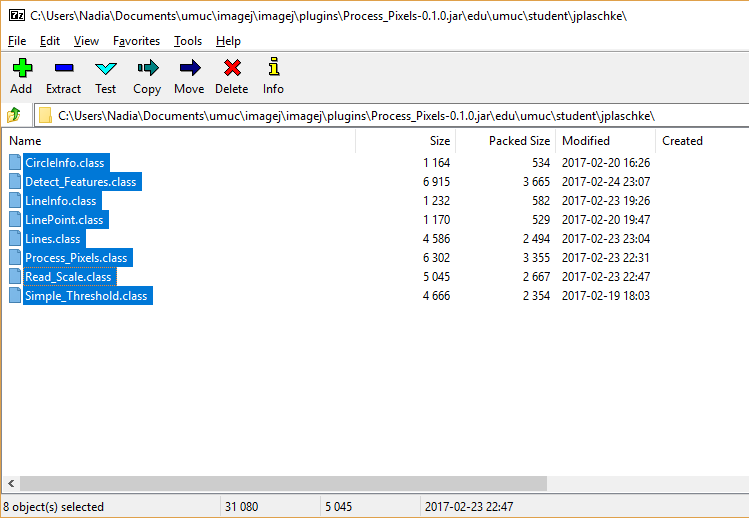 7z C:\Users\Nadia\Documents\umuc\imagej\imagej\plugins\Process_Pixels-0.1.0.jar\edu\umuc\student\jplaschke\
File Edit View Favorites Tools Help
Add Extract Test Copy Move Delete Info
C:\Users\Nadia\Documents\umuc\imagej\imagej\plugins\Process_Pixels-0.1.0.jar\edu\umuc\student\jplaschke\
Name Size Packed Size Modified Created
CircleInfo.class 1 164 534 2017-02-20 16:26
Detect_Features.class 6 915 3 665 2017-02-24 23:07
LineInfo.class 1 232 582 2017-02-23 19:26
LinePoint.class 1 170 529 2017-02-20 19:47
Lines.class 4 586 2 494 2017-02-23 23:04
Process_Pixels.class 6 302 3 355 2017-02-23 22:31
Read_Scale.class 5 045 2 667 2017-02-23 22:47
Simple_Threshold.class 4 666 2 354 2017-02-19 18:03
8 object(s) selected 31 080 5 045 2017-02-23 22:47